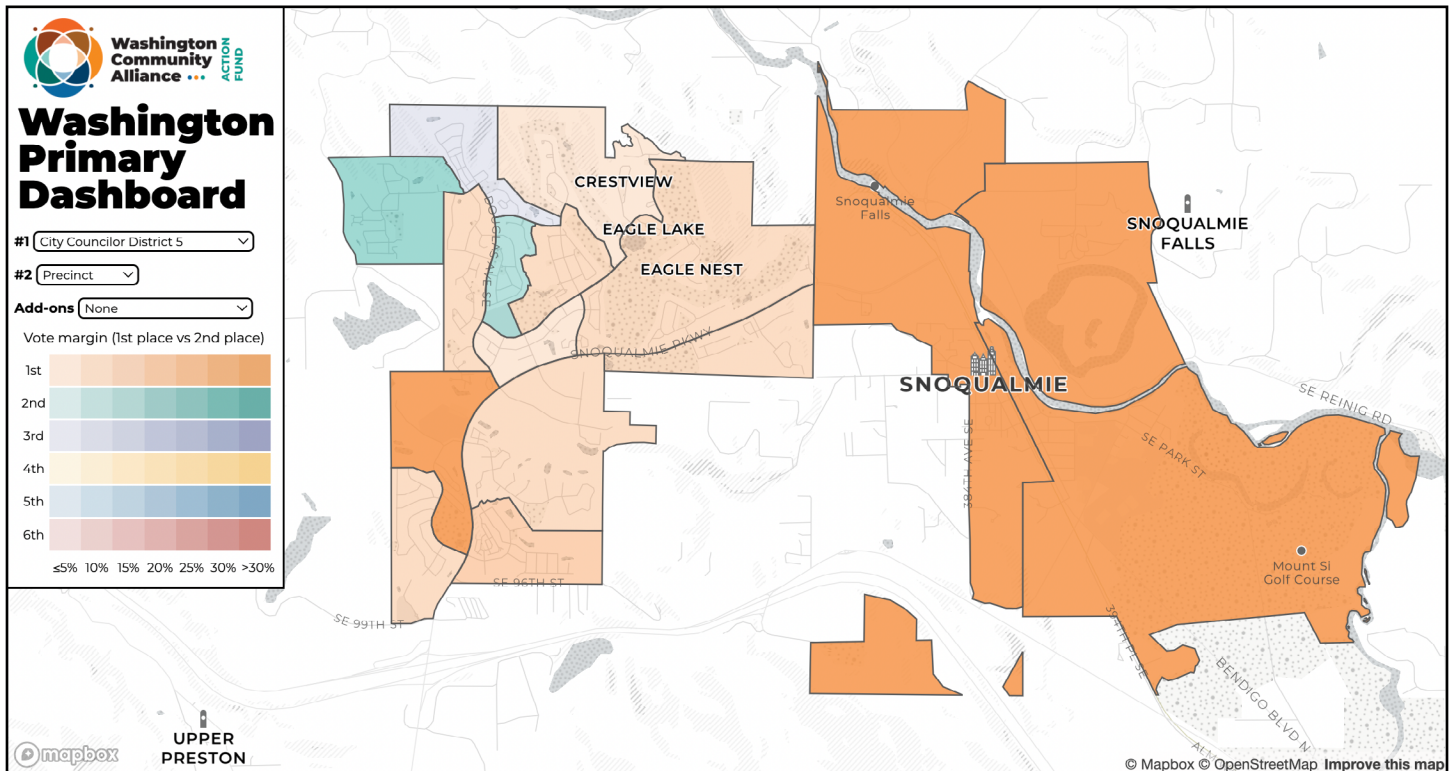 Washington
Community
Alliance
ACTION
FUND
Washington
Primary
Dashboard
#1 City Councilor District 5
#2 Precinct
Add-ons None
Vote margin (1st place vs 2nd place)
1st
2nd
3rd
4th
5th
6th
≤5% 10% 15% 20% 25% 30% >30%
CRESTVIEW
EAGLE LAKE
EAGLE NEST
DOUGLAS AVE SE
SNOQUALMIE PKWY
SE 96TH ST
SE 99TH ST
Snoqualmie
Falls
SNOQUALMIE
FALLS
SNOQUALMIE
384TH AVE SE
SE REINIG RD
SE PARK ST
Mount Si
Golf Course
394TH PL SE
BENDIGO BLVD N
UPPER
PRESTON
mapbox
© Mapbox © OpenStreetMap Improve this map